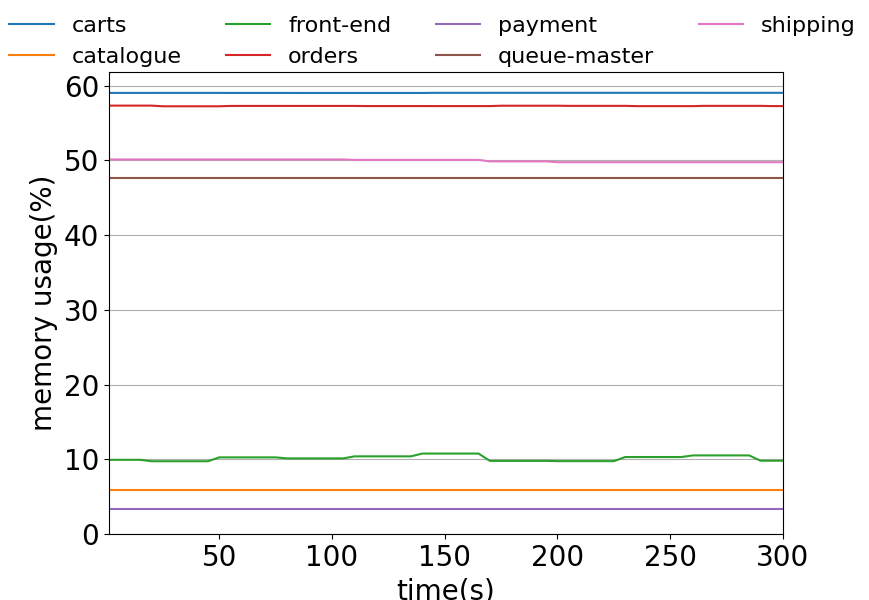 carts front-end payment shipping
catalogue orders queue-master
60
50
40
30
20
10
0
memory usage(%)
50 100 150 200 250 300
time(s)